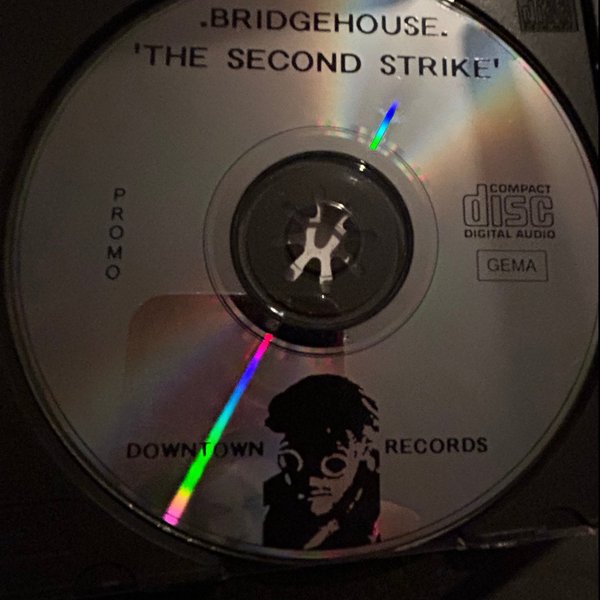 .BRIDGEHOUSE.
'THE SECOND STRIKE'
PROMO
COMPACT
disc
DIGITAL AUDIO
GEMA
DOWNTOWN RECORDS